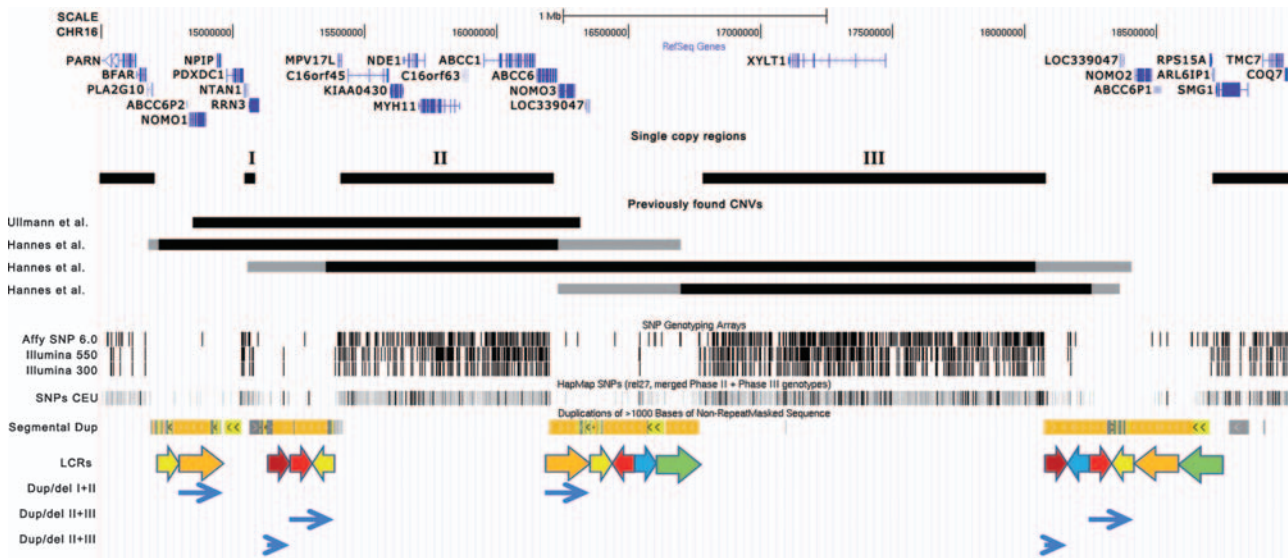 SCALE 1 Mb
CHR16 15000000 15500000 16000000 16500000 17000000 17500000 18000000 18500000
RefSeq Genes
PARN NPIP MPV17L NDE1 ABCC1 XYLT1 LOC339047 RPS15A TMC7
BFAR PDXDC1 C16orf45 C16orf63 ABCC6 NOMO2 ARL6IP1 COQ7
PLA2G10 NTAN1 KIAA0430 NOMO3 ABCC6P1 SMG1
ABCC6P2 RRN3 MYH11 LOC339047
NOMO1
Single copy regions
I II III
Previously found CNVs
Ullmann et al.
Hannes et al.
Hannes et al.
Hannes et al.
SNP Genotyping Arrays
Affy SNP 6.0
Illumina 550
Illumina 300
HapMap SNPs (rel27, merged Phase II + Phase III genotypes)
SNPs CEU
Duplications of >1000 Bases of Non-RepeatMasked Sequence
Segmental Dup
LCRs
Dup/del I+II
Dup/del II+III
Dup/del II+III